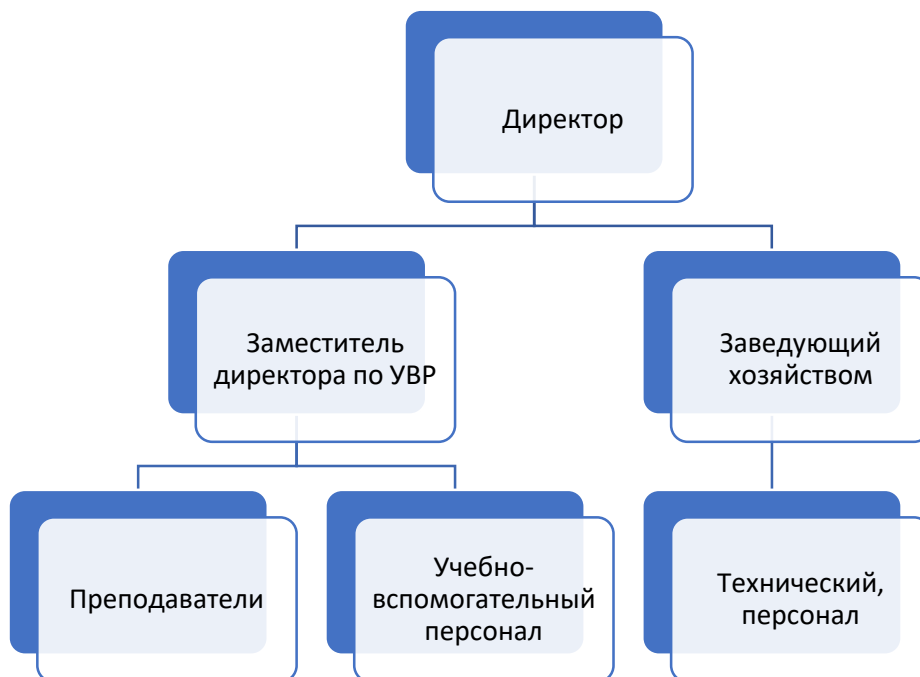 Директор
Заместитель
директора по УВР
Заведующий
хозяйством
Преподаватели
Учебно-
вспомогательный
персонал
Технический,
персонал